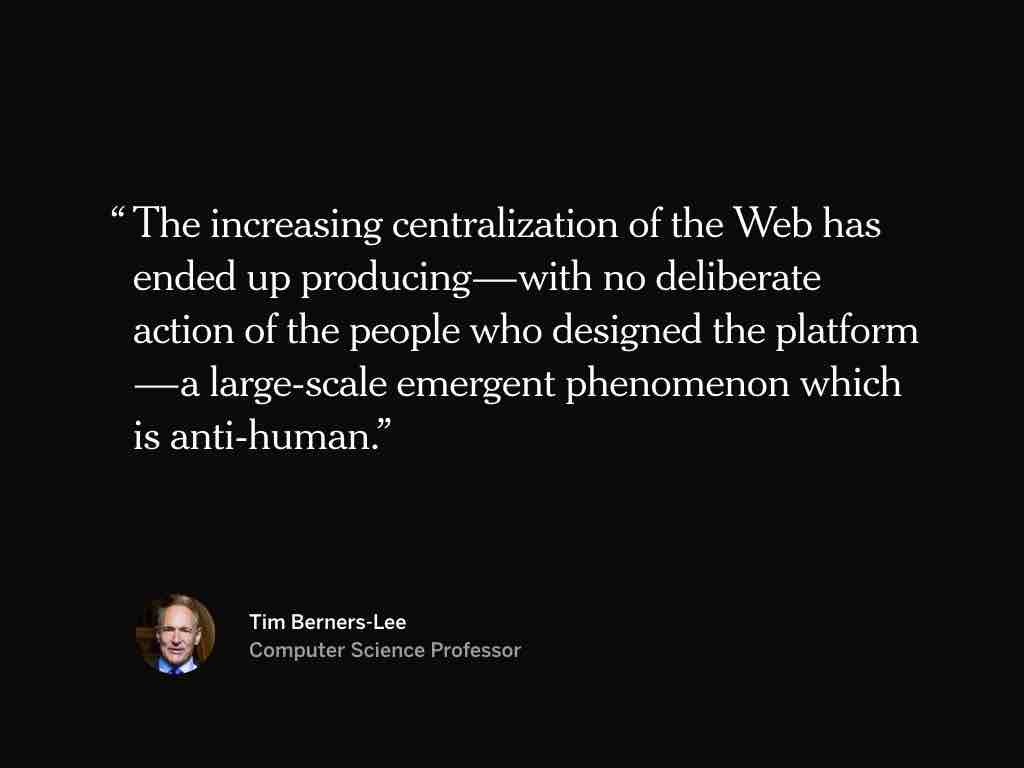 “The increasing centralization of the Web has
ended up producing—with no deliberate
action of the people who designed the platform
—a large-scale emergent phenomenon which
is anti-human.”
Tim Berners-Lee
Computer Science Professor